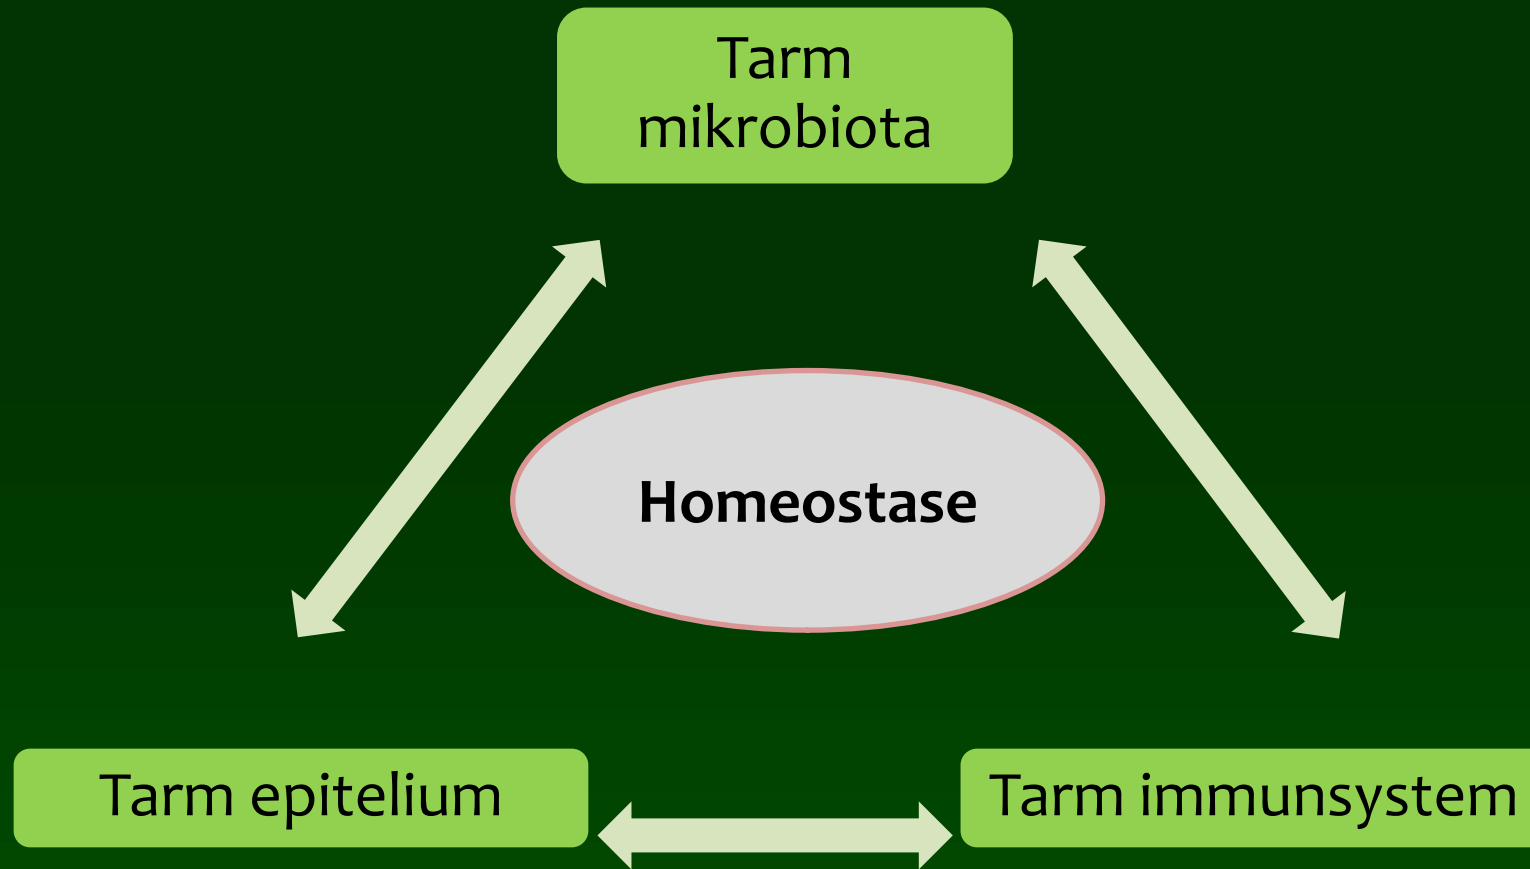 Tarm
mikrobiota
Homeostase
Tarm epitelium
Tarm immunsystem